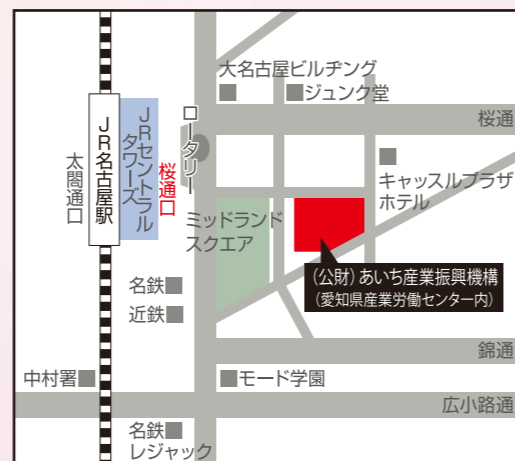 大名古屋ビルヂング
ジュンク堂
桜通
ロータリー
JRセントラル
タワーズ
JR名古屋駅
太閤通口
桜通口
キャッスルプラザ
ホテル
ミッドランド
スクエア
(公財)あいち産業振興機構
(愛知県産業労働センター内)
名鉄
近鉄
錦通
中村署
モード学園
広小路通
名鉄
レジャック